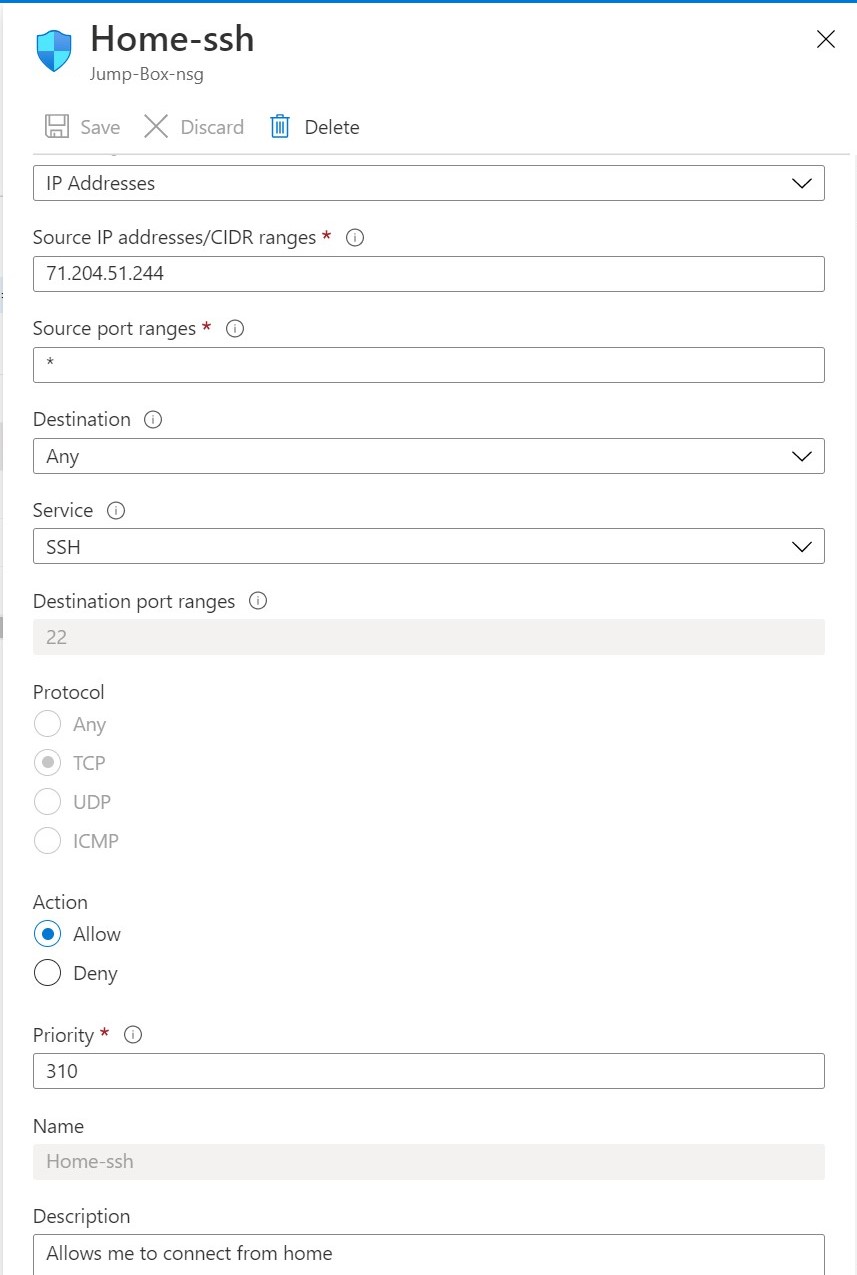 Home-ssh
Jump-Box-nsg
Save Discard Delete
IP Addresses
Source IP addresses/CIDR ranges *
71.204.51.244
Source port ranges *
*
Destination
Any
Service
SSH
Destination port ranges
22
Protocol
Any
TCP
UDP
ICMP
Action
Allow
Deny
Priority *
310
Name
Home-ssh
Description
Allows me to connect from home